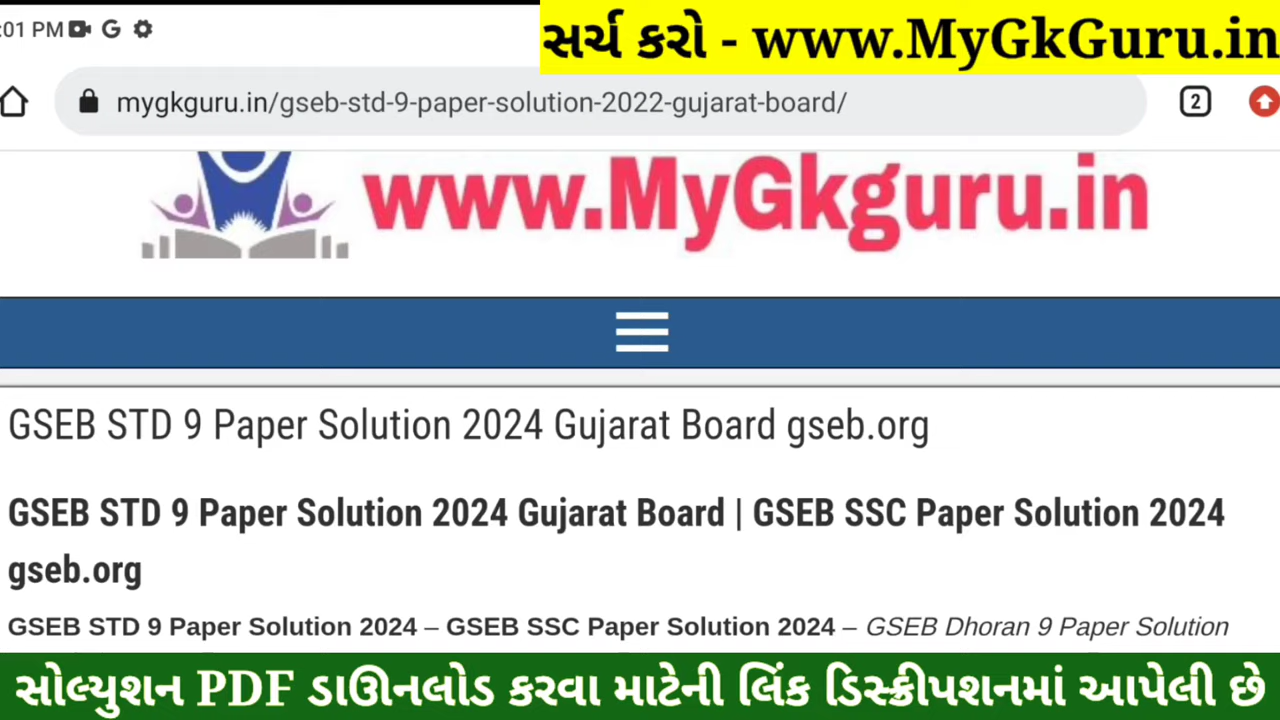 :01 PM
સર્ચ કરો - www.MyGkGuru.in
mygkguru.in/gseb-std-9-paper-solution-2022-gujarat-board/
2
www.MyGkguru.in
GSEB STD 9 Paper Solution 2024 Gujarat Board gseb.org
GSEB STD 9 Paper Solution 2024 Gujarat Board | GSEB SSC Paper Solution 2024
gseb.org
GSEB STD 9 Paper Solution 2024 – GSEB SSC Paper Solution 2024 – GSEB Dhoran 9 Paper Solution
સોલ્યુશન PDF ડાઊનલોડ કરવા માટેની લિંક ડિસ્ક્રીપશનમાં આપેલી છે